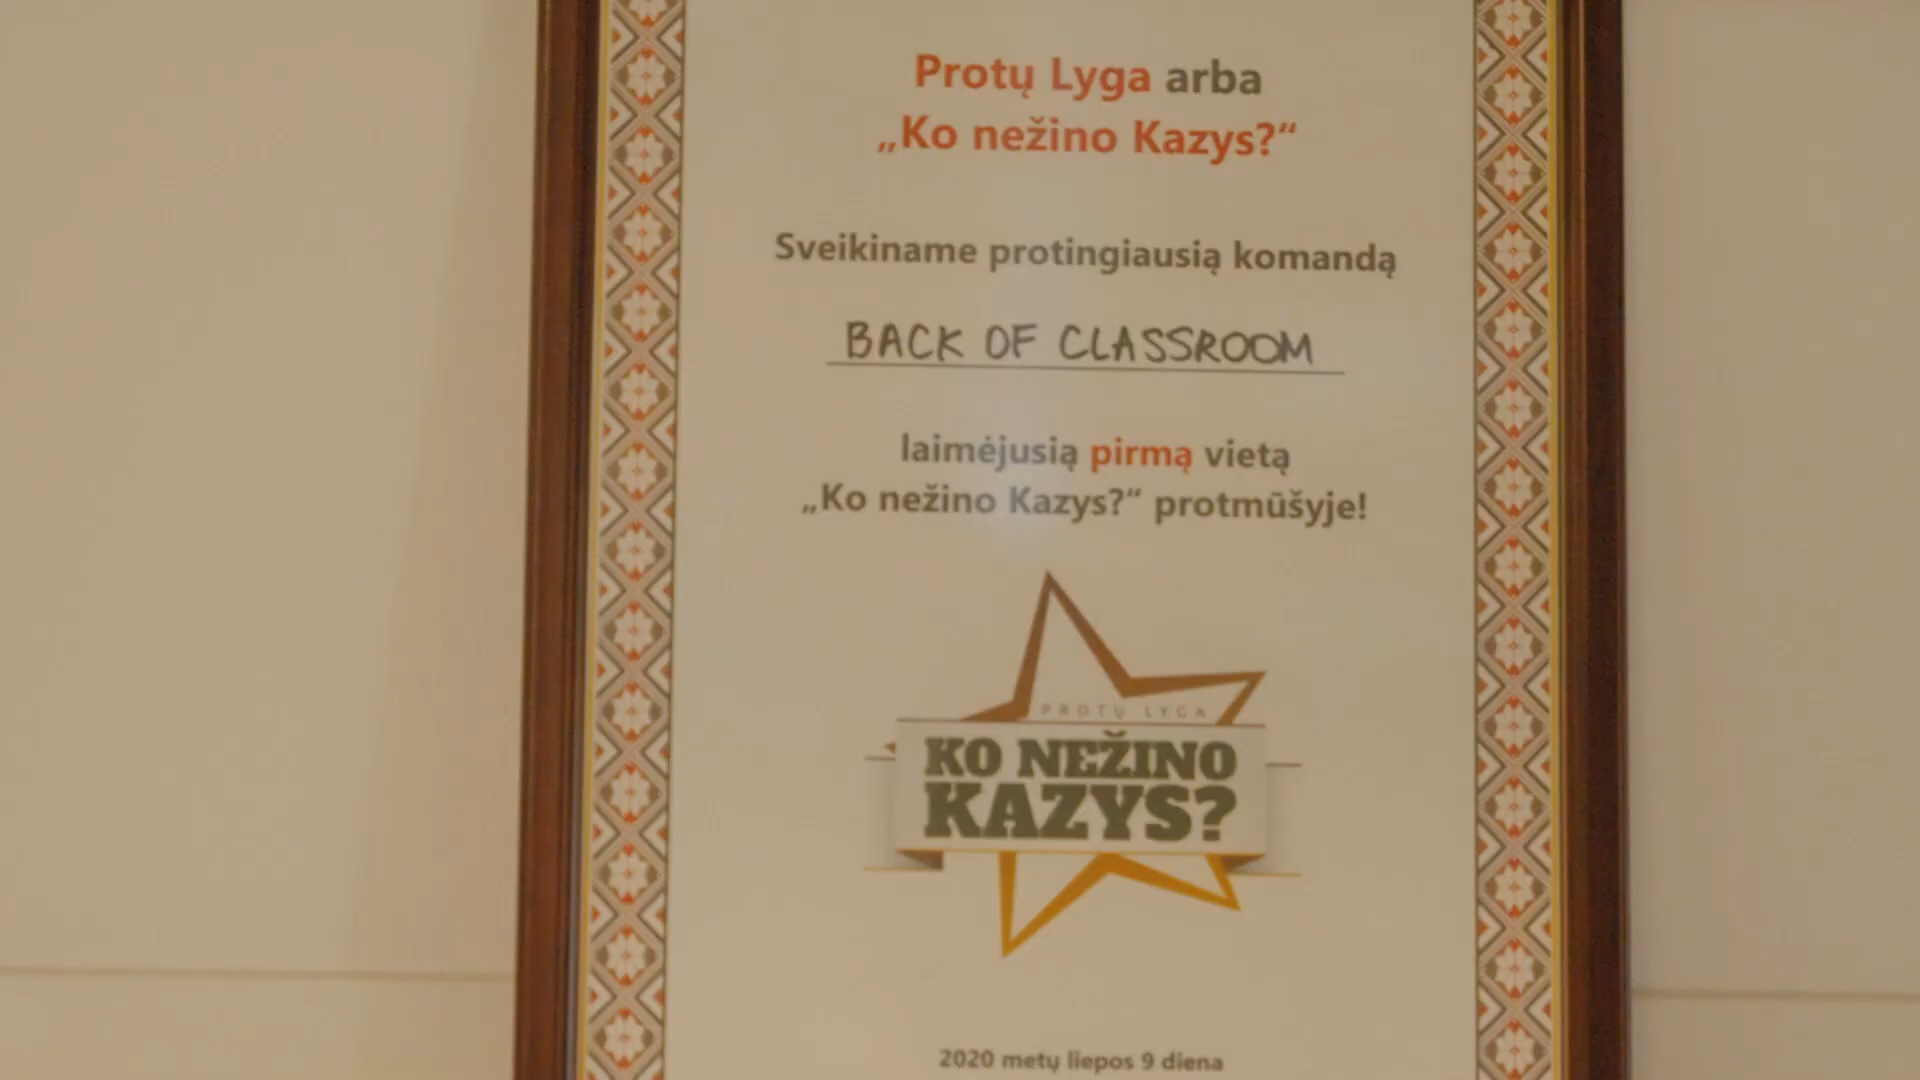 Protų Lyga arba
„Ko nežino Kazys?“
Sveikiname protingiausią komandą
BACK OF CLASSROOM
laimėjusią pirmą vietą
„Ko nežino Kazys?“ protmūšyje!
PROTŲ LYGA
KO NEŽINO
KAZYS?
2020 metų liepos 9 diena